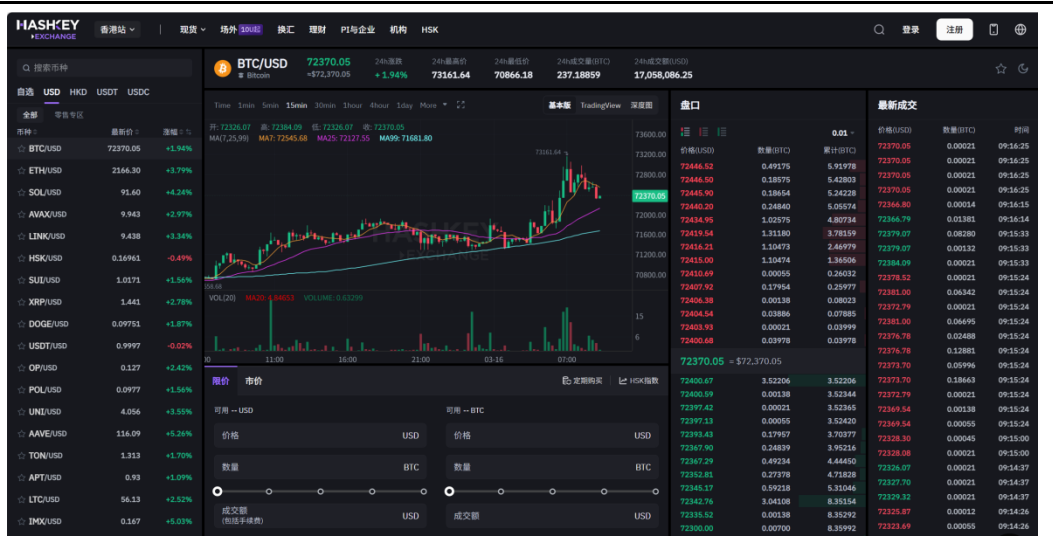 HASHKEY EXCHANGE 香港站 现货 场外 10U起 换汇 理财 PI与企业 机构 HSK 登录 注册
搜索币种
自选 USD HKD USDT USDC
全部 零售专区
币种 最新价 涨幅
BTC/USD 72370.05 +1.94%
ETH/USD 2166.30 +3.79%
SOL/USD 91.60 +4.24%
AVAX/USD 9.943 +2.97%
LINK/USD 9.438 +3.34%
HSK/USD 0.16961 -0.49%
SUI/USD 1.0171 +1.56%
XRP/USD 1.441 +2.78%
DOGE/USD 0.09751 +1.87%
USDT/USD 0.9997 -0.02%
OP/USD 0.127 +2.42%
POL/USD 0.0977 +1.56%
UNI/USD 4.056 +3.55%
AAVE/USD 116.09 +5.26%
TON/USD 1.313 +1.70%
APT/USD 0.93 +1.09%
LTC/USD 56.13 +2.52%
IMX/USD 0.167 +5.03%
BTC/USD 72370.05 24h涨跌 24h最高价 24h最低价 24h成交量(BTC) 24h成交额(USD)
Bitcoin ≈$72,370.05 +1.94% 73161.64 70866.18 237.18859 17,058,086.25
Time 1min 5min 15min 30min 1hour 4hour 1day More 基本版 TradingView 深度图
开: 72326.07 高: 72384.09 低: 72326.07 收: 72370.05
MA(7,25,99) MA7: 72545.68 MA25: 72127.55 MA99: 71681.80
73161.64
73600.00
73200.00
72800.00
72370.05
72000.00
71600.00
71200.00
70800.00
HASHKEY
EXCHANGE
VOL(20) MA20: 4.84653 VOLUME: 0.63299
15
6
11:00 16:00 21:00 03-16 07:00
限价 市价 定期购买 HSK指数
可用 -- USD 可用 -- BTC
价格 USD 价格 USD
数量 BTC 数量 BTC
成交额 USD 成交额 USD
(包括手续费)
盘口
0.01
价格(USD) 数量(BTC) 累计(BTC)
72446.52 0.49175 5.91978
72446.50 0.18575 5.42803
72445.90 0.18654 5.24228
72440.20 0.24840 5.05574
72434.95 1.02575 4.80734
72419.54 1.31180 3.78159
72416.21 1.10473 2.46979
72415.00 1.10474 1.36506
72410.69 0.00055 0.26032
72407.92 0.17954 0.25977
72406.38 0.00138 0.08023
72404.54 0.03886 0.07885
72403.93 0.00021 0.03999
72400.68 0.03978 0.03978
72370.05 ≈ $72,370.05
72400.67 3.52206 3.52206
72400.59 0.00138 3.52344
72397.42 0.00021 3.52365
72397.13 0.00055 3.52420
72393.43 0.17957 3.70377
72367.90 0.24839 3.95216
72367.29 0.49234 4.44450
72352.81 0.27378 4.71828
72345.17 0.59218 5.31046
72342.76 3.04108 8.35154
72335.52 0.00138 8.35292
72300.00 0.00700 8.35992
最新成交
价格(USD) 数量(BTC) 时间
72370.05 0.00021 09:16:25
72370.05 0.00021 09:16:25
72370.05 0.00021 09:16:25
72370.05 0.00021 09:16:25
72366.80 0.00014 09:16:15
72366.79 0.01381 09:16:14
72379.07 0.08280 09:15:33
72379.07 0.00132 09:15:33
72384.09 0.00021 09:15:33
72378.52 0.00021 09:15:24
72381.00 0.06342 09:15:24
72372.79 0.00021 09:15:24
72381.00 0.06695 09:15:24
72376.78 0.02488 09:15:24
72376.78 0.12881 09:15:24
72373.70 0.05996 09:15:24
72373.70 0.18663 09:15:24
72372.79 0.00021 09:15:24
72369.54 0.00138 09:15:24
72369.54 0.00055 09:15:24
72328.30 0.00045 09:15:00
72328.08 0.00021 09:15:00
72326.07 0.00021 09:14:37
72327.70 0.00021 09:14:37
72329.32 0.00021 09:14:37
72325.87 0.00012 09:14:26
72323.69 0.00055 09:14:26